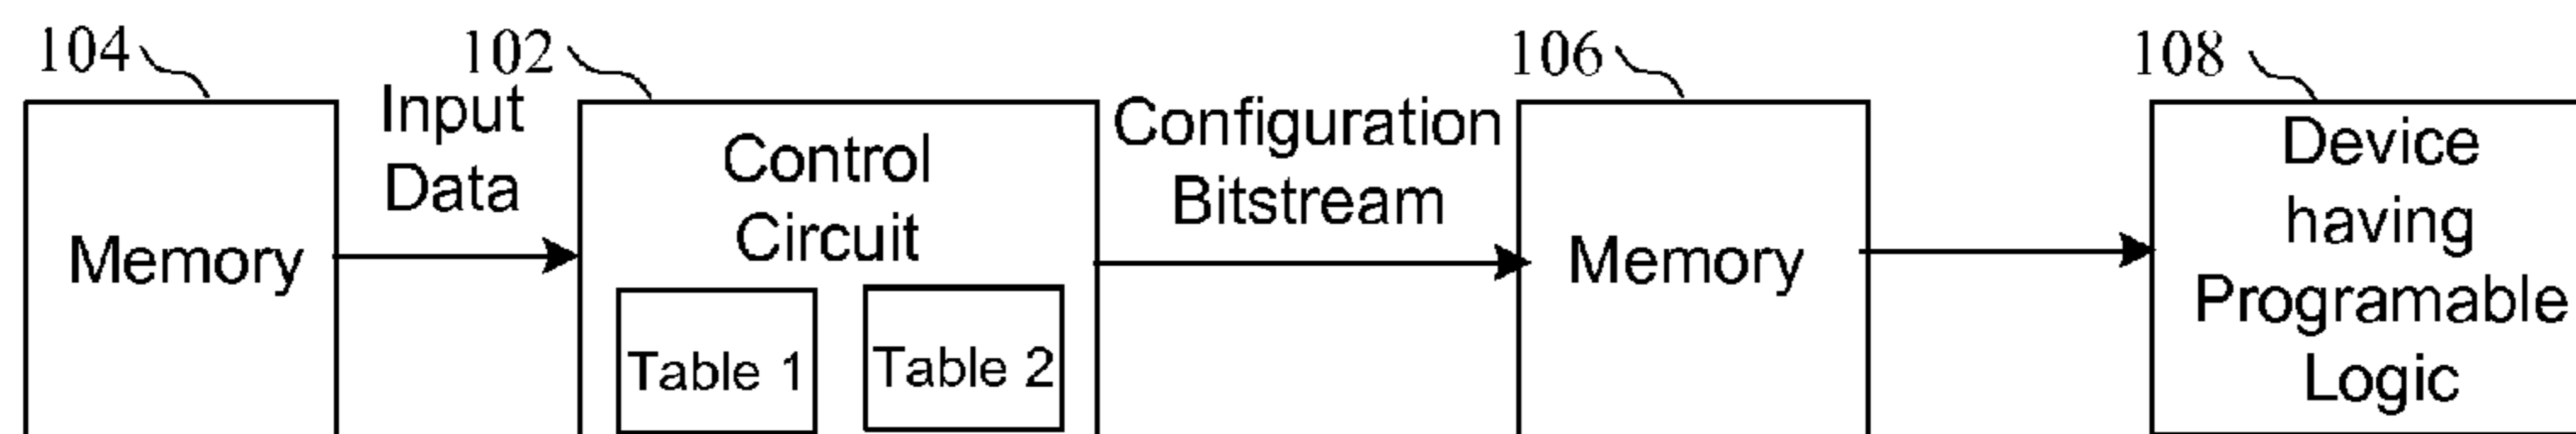 104
102
106
108
Input
Data
Memory
Control
Circuit
Table 1
Table 2
Configuration
Bitstream
Memory
Device
having
Programable
Logic